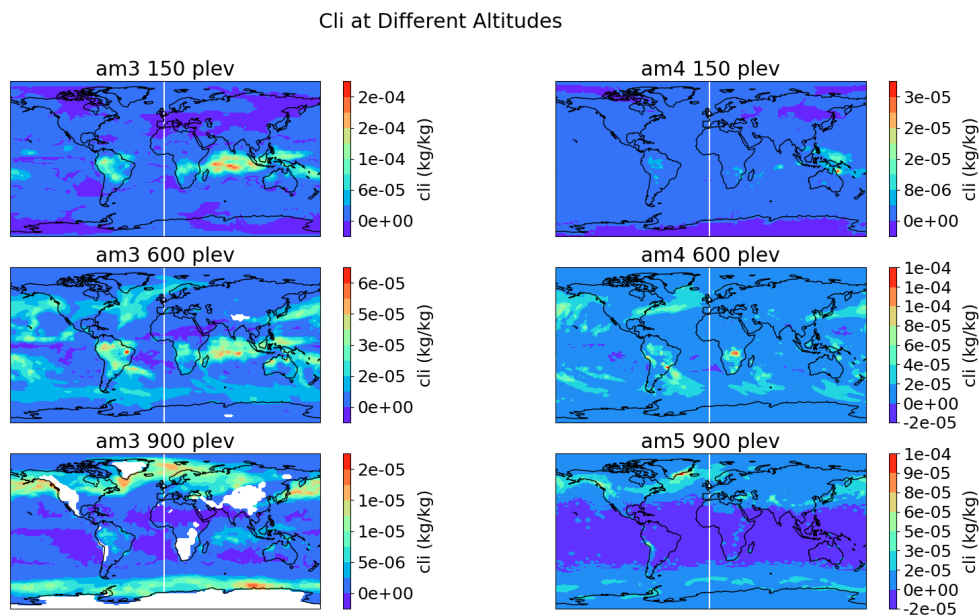 Cli at Different Altitudes
am3 150 plev
2e-04
2e-04
1e-04
6e-05
0e+00
cli (kg/kg)
am4 150 plev
3e-05
2e-05
2e-05
8e-06
0e+00
cli (kg/kg)
am3 600 plev
6e-05
5e-05
3e-05
2e-05
0e+00
cli (kg/kg)
am4 600 plev
1e-04
1e-04
1e-04
8e-05
6e-05
4e-05
2e-05
0e+00
-2e-05
cli (kg/kg)
am3 900 plev
2e-05
1e-05
1e-05
5e-06
0e+00
cli (kg/kg)
am5 900 plev
1e-04
9e-05
8e-05
6e-05
4e-05
3e-05
2e-05
0e+00
-2e-05
cli (kg/kg)